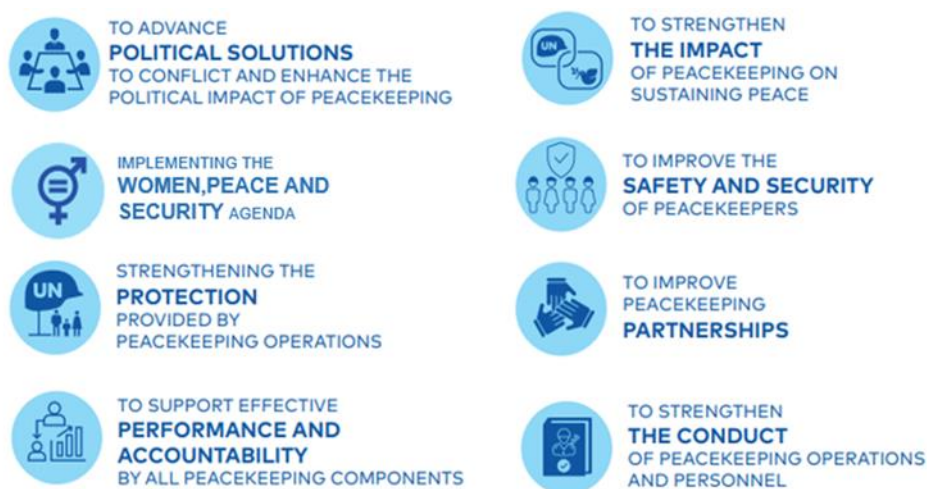 TO ADVANCE
POLITICAL SOLUTIONS
TO CONFLICT AND ENHANCE THE
POLITICAL IMPACT OF PEACEKEEPING
IMPLEMENTING THE
WOMEN,PEACE AND
SECURITY AGENDA
UN
STRENGTHENING THE
PROTECTION
PROVIDED BY
PEACEKEEPING OPERATIONS
TO SUPPORT EFFECTIVE
PERFORMANCE AND
ACCOUNTABILITY
BY ALL PEACEKEEPING COMPONENTS
UN
TO STRENGTHEN
THE IMPACT
OF PEACEKEEPING ON
SUSTAINING PEACE
TO IMPROVE THE
SAFETY AND SECURITY
OF PEACEKEEPERS
TO IMPROVE
PEACEKEEPING
PARTNERSHIPS
TO STRENGTHEN
THE CONDUCT
OF PEACEKEEPING OPERATIONS
AND PERSONNEL